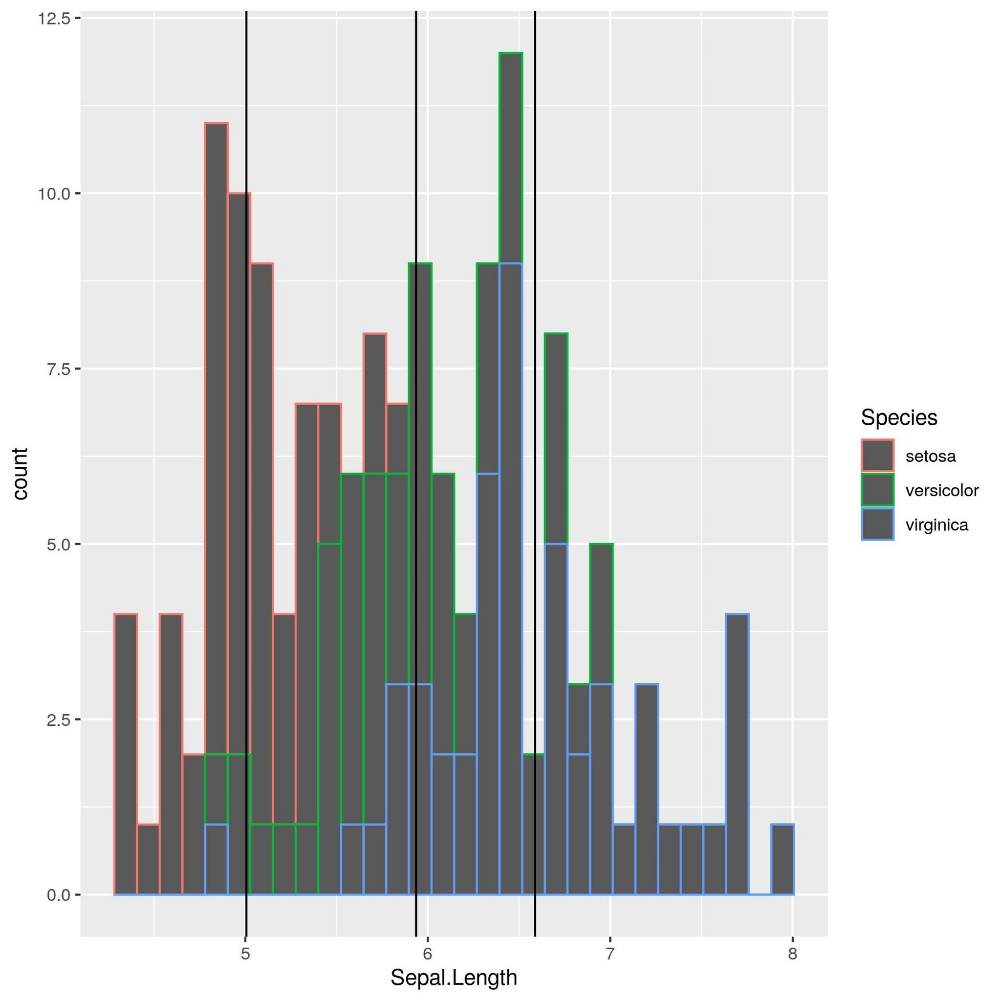 12.5
10.0
7.5
5.0
2.5
0.0
count
5 6 7 8
Sepal.Length
Species
setosa
versicolor
virginica